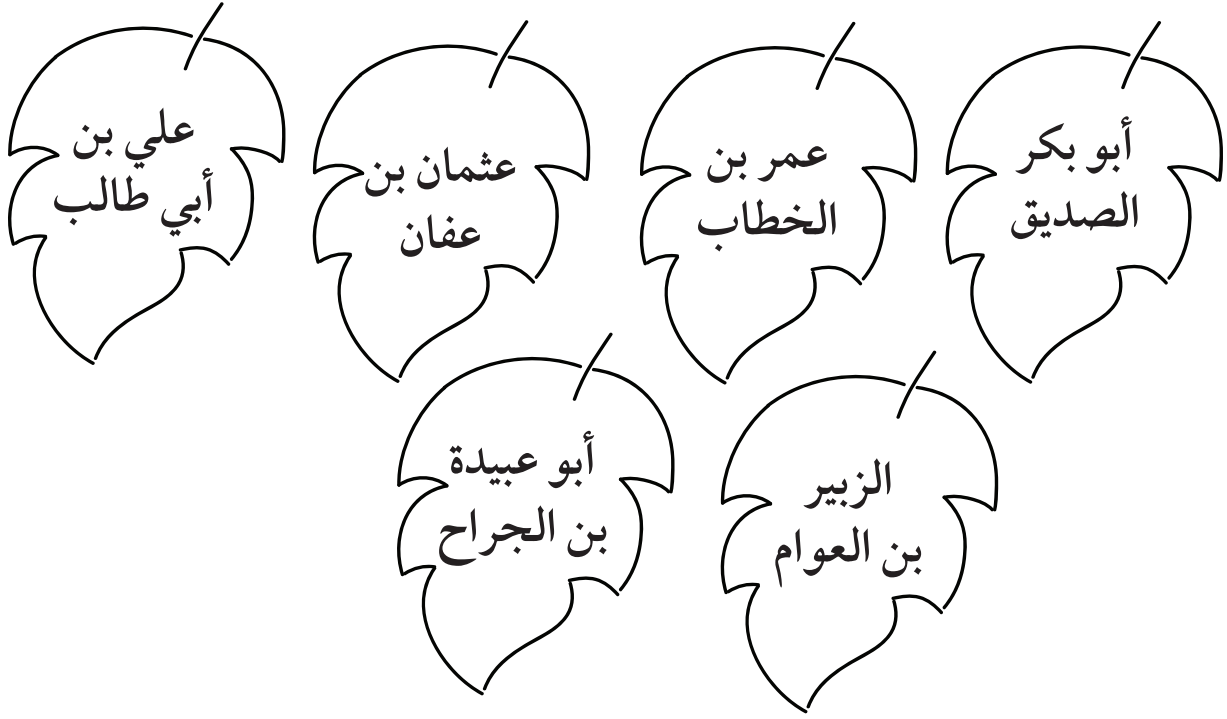 أبو بكر
الصديق
عمر بن
الخطاب
عثمان بن
عفان
علي بن
أبي طالب
الزبير
بن العوام
أبو عبيدة
بن الجراح